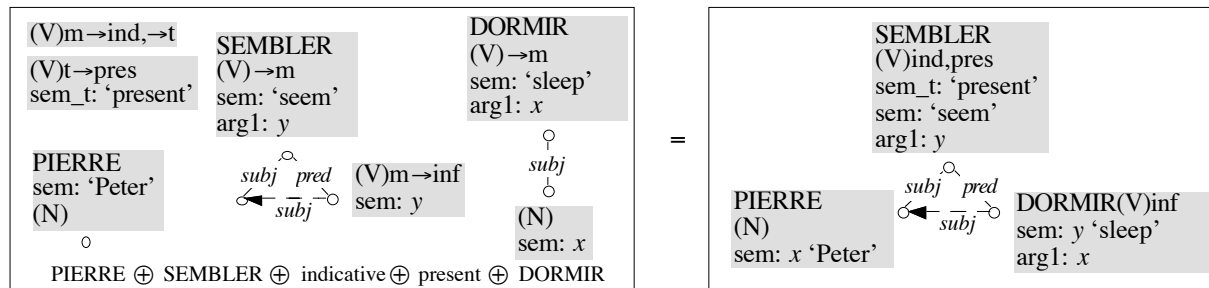 (V)m→ind,→t
(V)t→pres
sem_t: ‘present’
SEMBLER
(V)→m
sem: ‘seem’
arg1: y
DORMIR
(V)→m
sem: ‘sleep’
arg1: x
PIERRE
sem: ‘Peter’
(N)
subj pred
subj
(V)m→inf
sem: y
subj
(N)
sem: x
PIERRE ⊕ SEMBLER ⊕ indicative ⊕ present ⊕ DORMIR
=
SEMBLER
(V)ind,pres
sem_t: ‘present’
sem: ‘seem’
arg1: y
subj pred
subj
PIERRE
(N)
sem: x ‘Peter’
DORMIR(V)inf
sem: y ‘sleep’
arg1: x